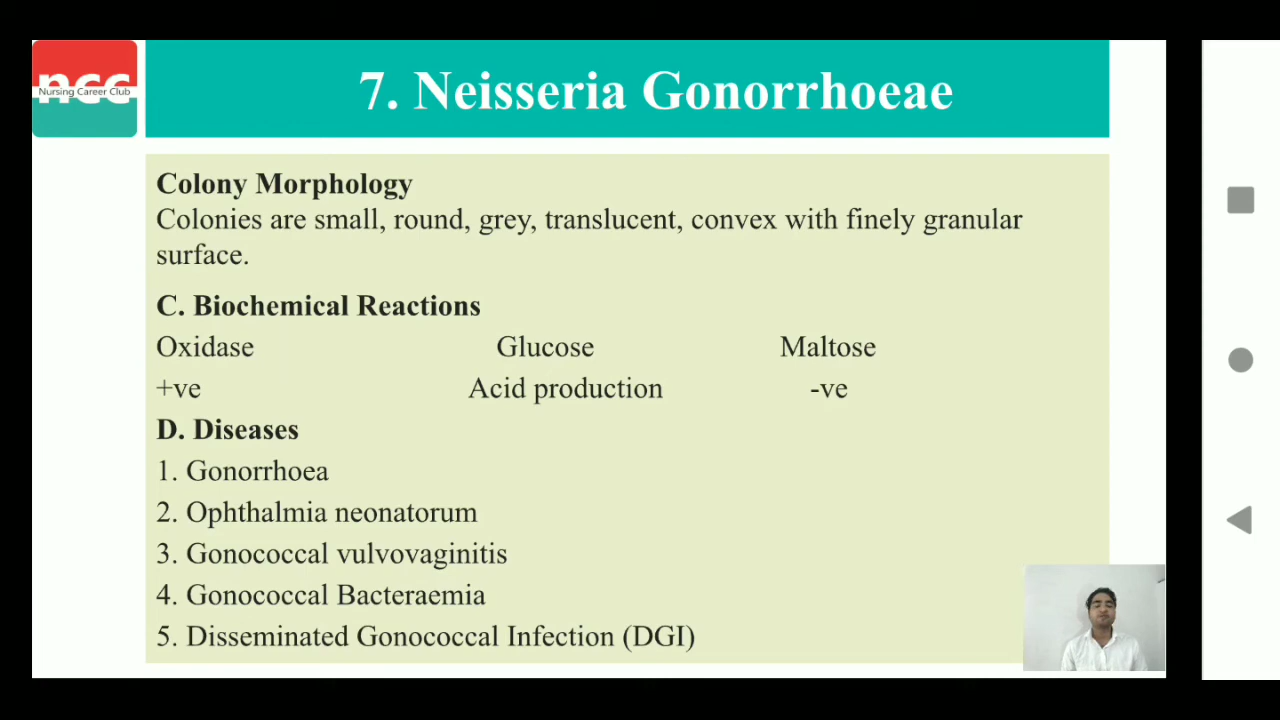 ncc
Nursing Career Club
7. Neisseria Gonorrhoeae
Colony Morphology
Colonies are small, round, grey, translucent, convex with finely granular
surface.
C. Biochemical Reactions
Oxidase Glucose Maltose
+ve Acid production -ve
D. Diseases
1. Gonorrhoea
2. Ophthalmia neonatorum
3. Gonococcal vulvovaginitis
4. Gonococcal Bacteraemia
5. Disseminated Gonococcal Infection (DGI)